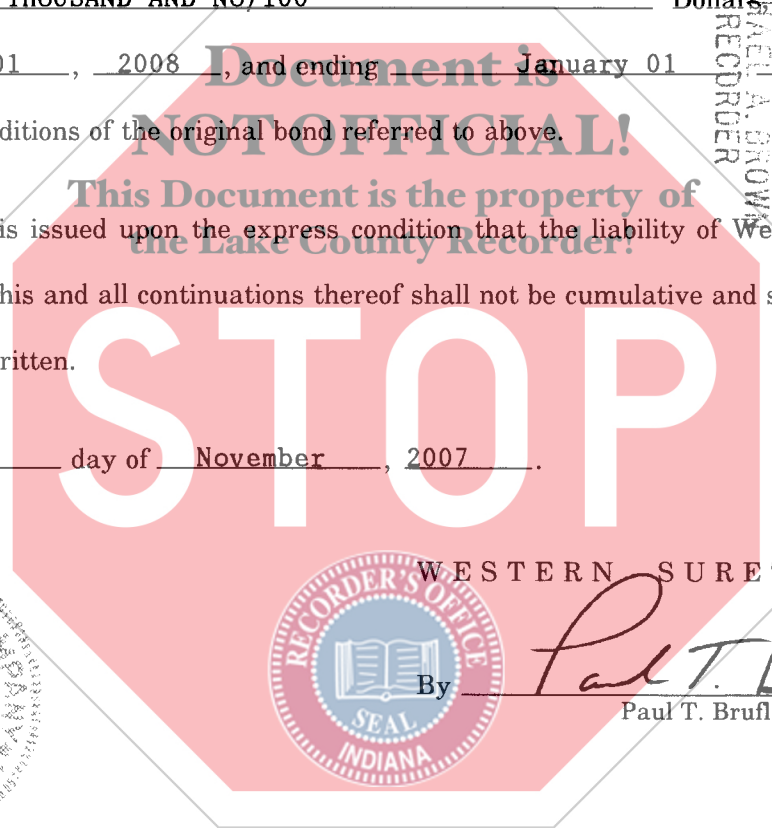 THOUSAND AND NO/100 Dollars,
01 , 2008 , and ending January 01
Document is
NOT OFFICIAL!
ditions of the original bond referred to above.
RECORDER
This Document is the property of
the Lake County Recorder!
is issued upon the express condition that the liability of We
his and all continuations thereof shall not be cumulative and s
ritten.
STOP
day of November , 2007 .
WESTERN SURE
RECORDER'S OFFICE
SEAL
INDIANA
By Paul T.
Paul T. Brufl